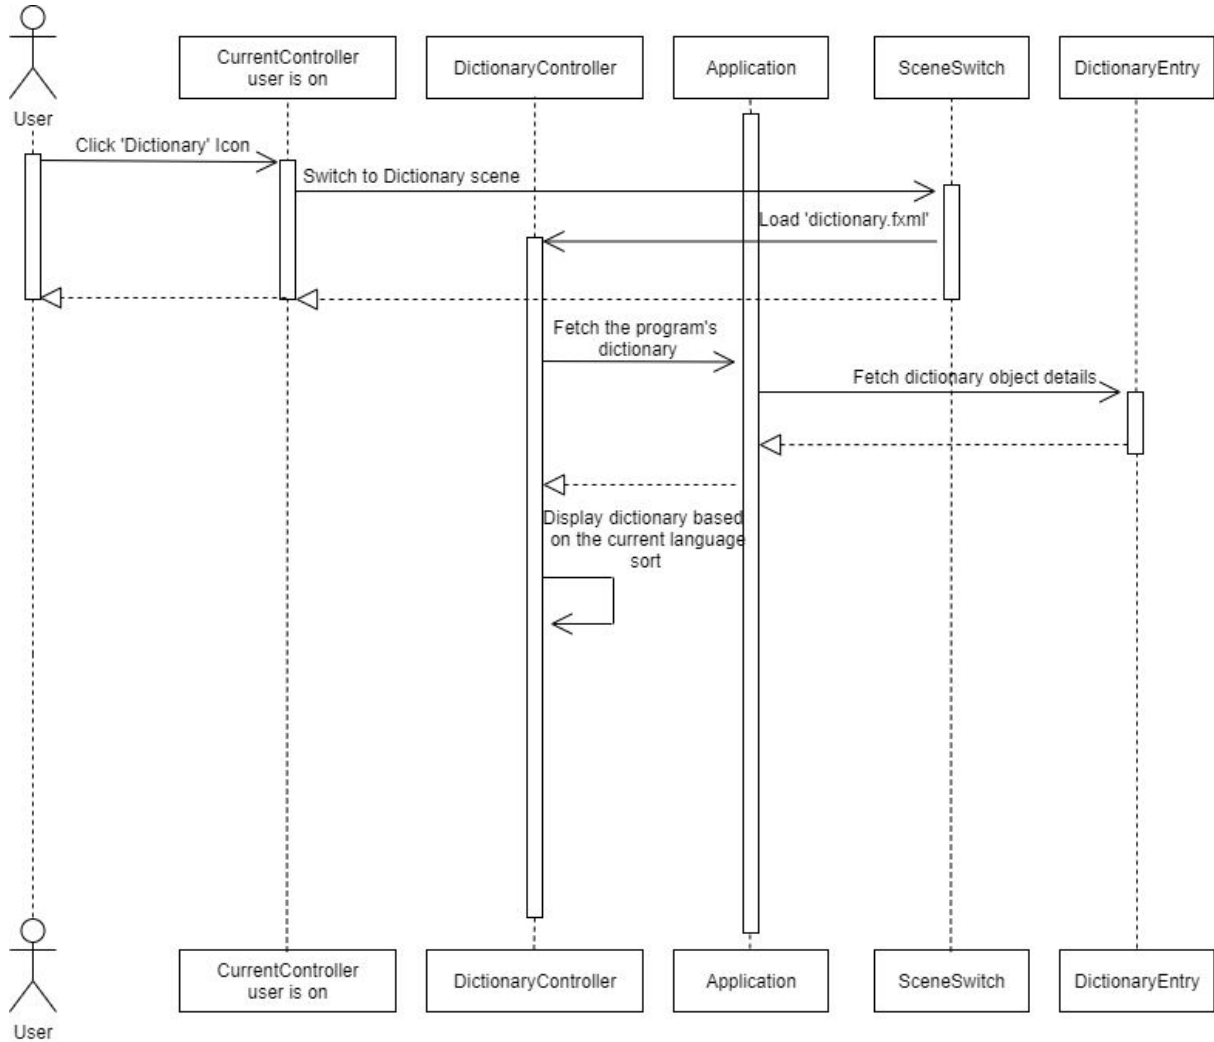 User
CurrentController
user is on
DictionaryController
Application
SceneSwitch
DictionaryEntry
Click 'Dictionary' Icon
Switch to Dictionary scene
Load 'dictionary.fxml'
Fetch the program's
dictionary
Fetch dictionary object details
Display dictionary based
on the current language
sort
User
CurrentController
user is on
DictionaryController
Application
SceneSwitch
DictionaryEntry